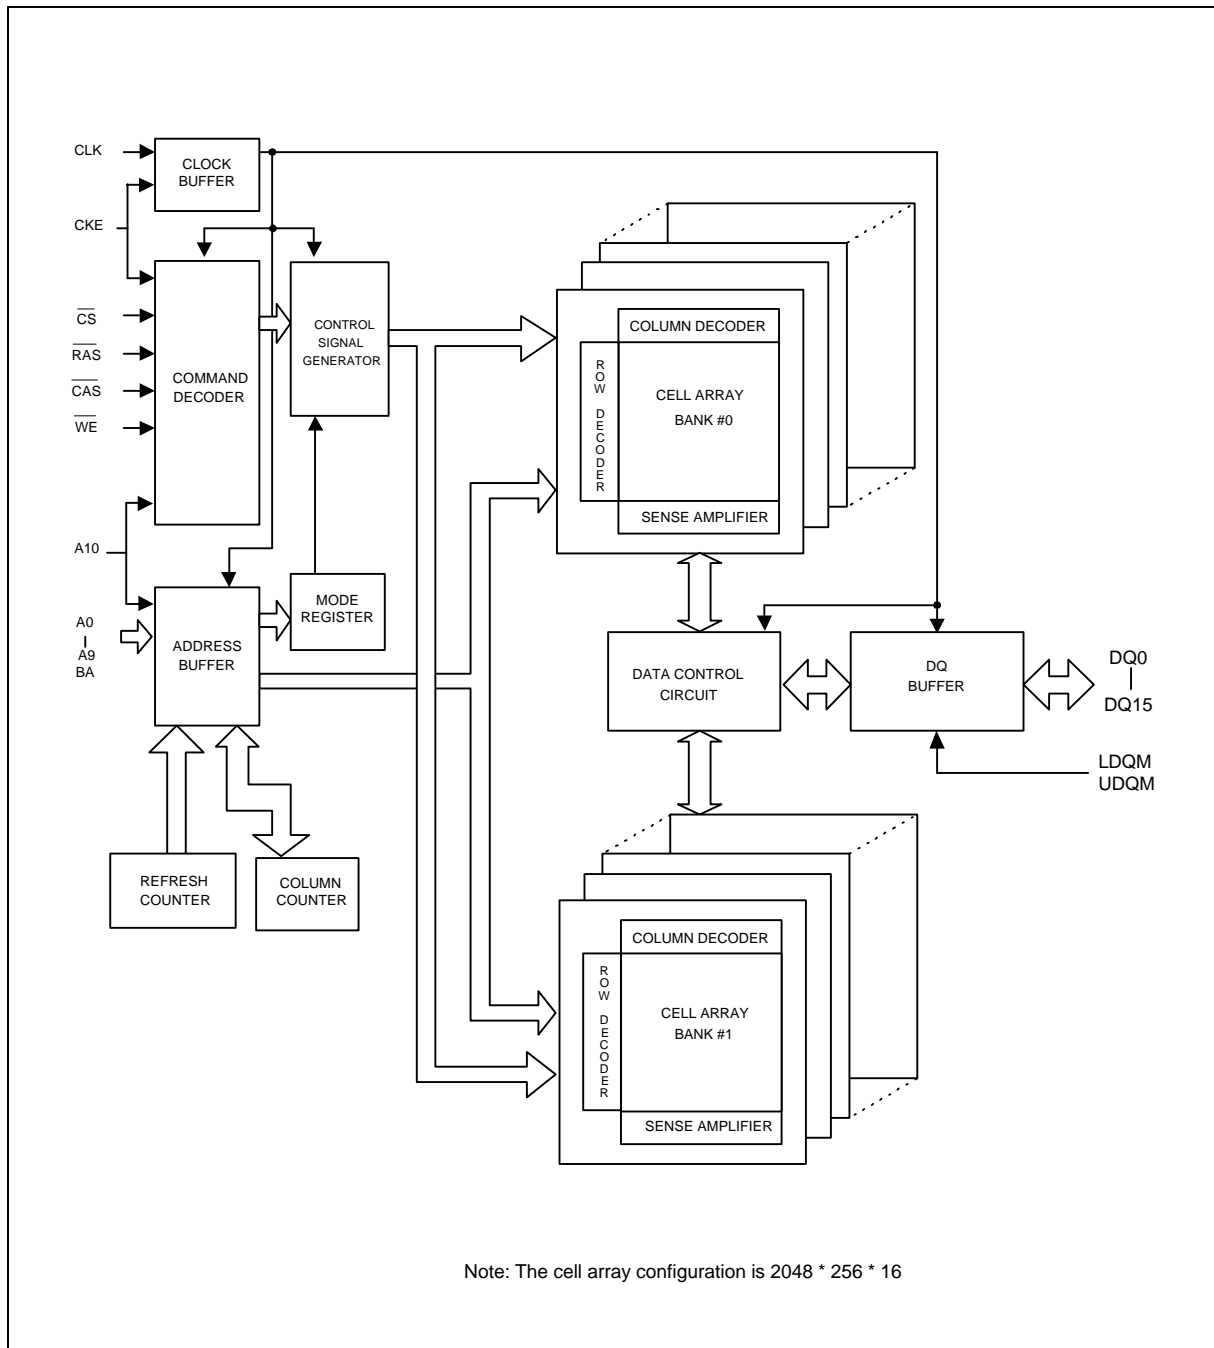 CLK
CLOCK
BUFFER
CKE
CS
RAS
CAS
WE
COMMAND
DECODER
CONTROL
SIGNAL
GENERATOR
A10
A0
A9
BA
ADDRESS
BUFFER
MODE
REGISTER
REFRESH
COUNTER
COLUMN
COUNTER
COLUMN DECODER
ROW DECODER
CELL ARRAY
BANK #0
SENSE AMPLIFIER
DATA CONTROL
CIRCUIT
DQ
BUFFER
DQ0
DQ15
LDQM
UDQM
COLUMN DECODER
ROW DECODER
CELL ARRAY
BANK #1
SENSE AMPLIFIER
Note: The cell array configuration is 2048 * 256 * 16